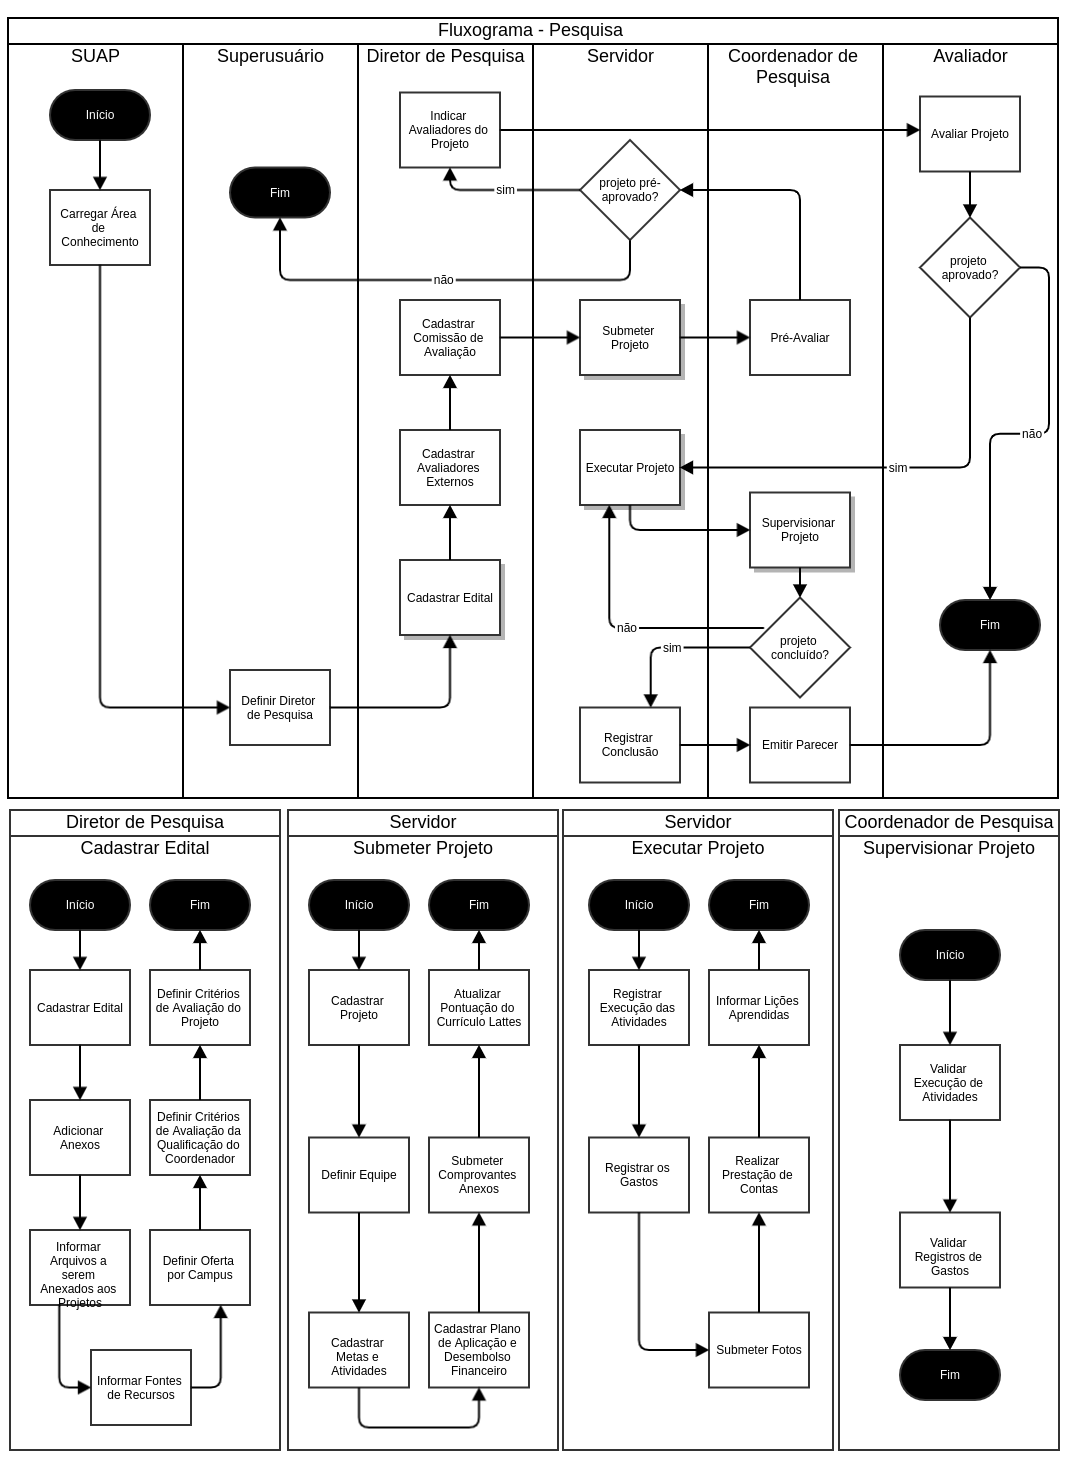 Fluxograma - Pesquisa
SUAP
Superusuário
Diretor de Pesquisa
Servidor
Coordenador de
Pesquisa
Avaliador
Início
Carregar Área
de
Conhecimento
Fim
Definir Diretor
de Pesquisa
Indicar
Avaliadores do
Projeto
sim
não
Cadastrar
Comissão de
Avaliação
Cadastrar
Avaliadores
Externos
Cadastrar Edital
projeto pré-
aprovado?
Submeter
Projeto
Executar Projeto
não
sim
Registrar
Conclusão
Pré-Avaliar
Supervisionar
Projeto
projeto
concluído?
Emitir Parecer
Avaliar Projeto
projeto
aprovado?
não
sim
Fim
Diretor de Pesquisa
Cadastrar Edital
Início
Cadastrar Edital
Adicionar
Anexos
Informar
Arquivos a
serem
Anexados aos
Projetos
Informar Fontes
de Recursos
Definir Oferta
por Campus
Definir Critérios
de Avaliação da
Qualificação do
Coordenador
Definir Critérios
de Avaliação do
Projeto
Fim
Servidor
Submeter Projeto
Início
Cadastrar
Projeto
Definir Equipe
Cadastrar
Metas e
Atividades
Cadastrar Plano
de Aplicação e
Desembolso
Financeiro
Submeter
Comprovantes
Anexos
Atualizar
Pontuação do
Currículo Lattes
Fim
Servidor
Executar Projeto
Início
Registrar
Execução das
Atividades
Registrar os
Gastos
Submeter Fotos
Realizar
Prestação de
Contas
Informar Lições
Aprendidas
Fim
Coordenador de Pesquisa
Supervisionar Projeto
Início
Validar
Execução de
Atividades
Validar
Registros de
Gastos
Fim